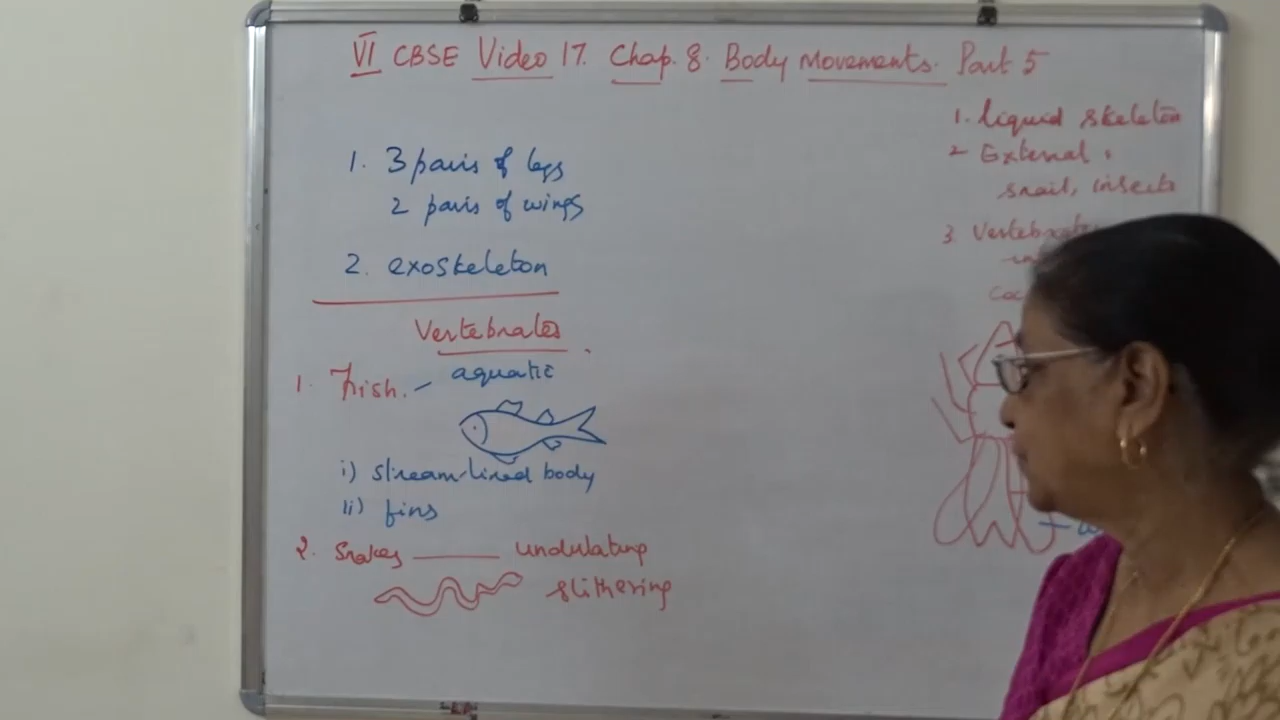 VI CBSE Video 17. Chap. 8. Body Movements. Part 5
1. 3 pairs of legs
2 pairs of wings
2. exoskeleton
Vertebrates
1. Fish. – aquatic
i) stream-lined body
ii) fins
2. Snakes — undulating
slithering
1. liquid skeleton
2 External "
snail, insects
3. Vertebrates